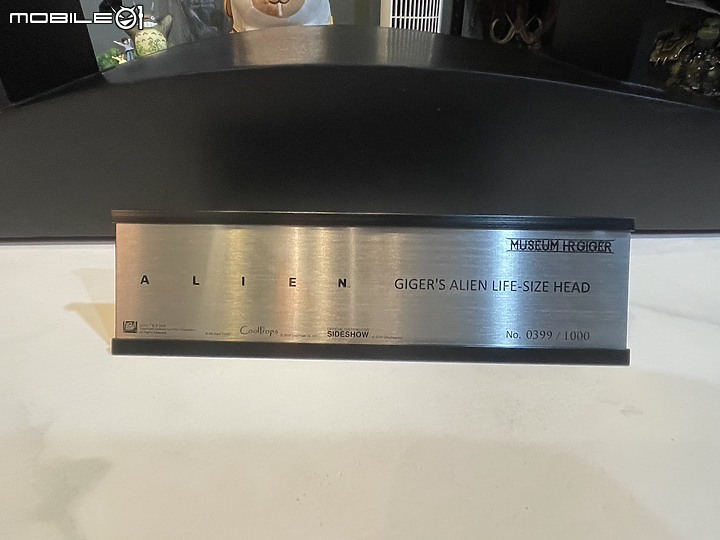 MOBILE01
MUSEUM HR GIGER
A L I E N
GIGER'S ALIEN LIFE-SIZE HEAD
CoolProps
SIDESHOW
No. 0399 / 1000